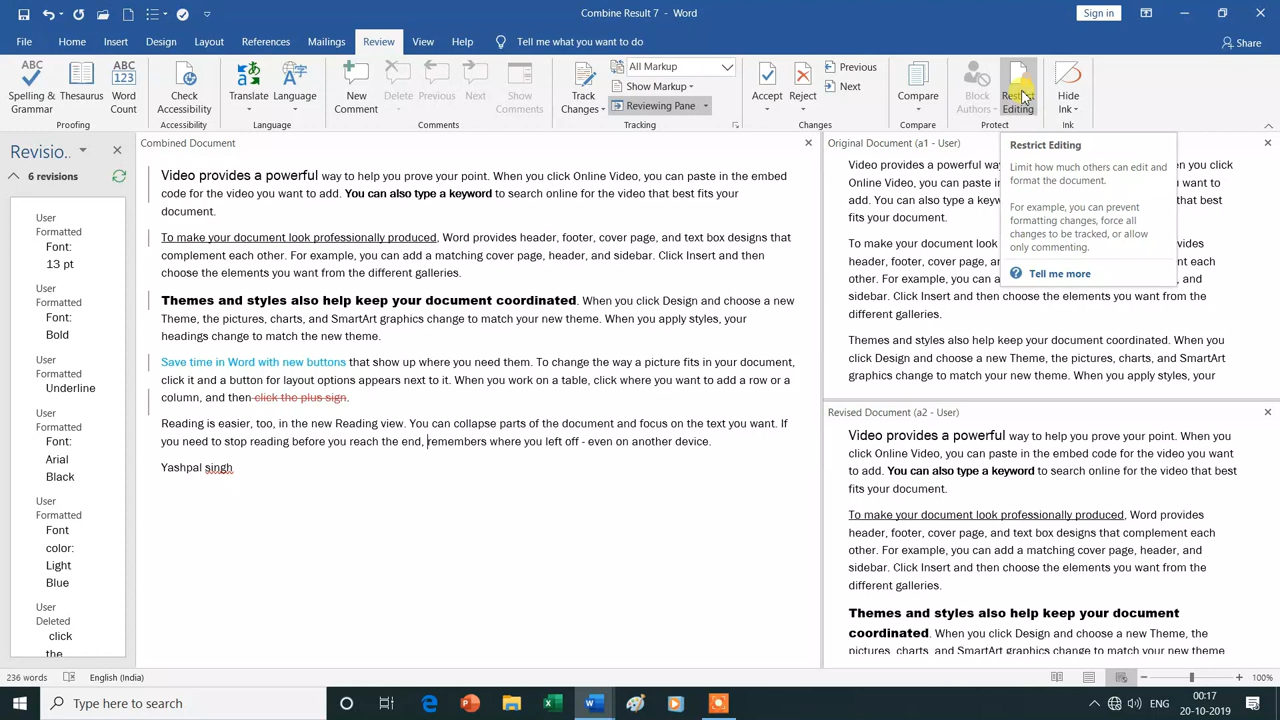 Combine Result 7 - Word
Sign in
File Home Insert Design Layout References Mailings Review View Help Tell me what you want to do
Share
Spelling & Grammar
Thesaurus
Word Count
Proofing
Check Accessibility
Accessibility
Translate
Language
Language
New Comment
Delete
Previous
Next
Show Comments
Comments
Track Changes
All Markup
Show Markup
Reviewing Pane
Tracking
Accept
Reject
Previous
Next
Changes
Compare
Compare
Block Authors
Restrict Editing
Protect
Hide Ink
Ink
Restrict Editing
Limit how much others can edit and
format the document.
For example, you can prevent
formatting changes, force all
changes to be tracked, or allow
only commenting.
Tell me more
Revisio...
6 revisions
User
Formatted
Font:
13 pt
User
Formatted
Font:
Bold
User
Formatted
Underline
User
Formatted
Font:
Arial
Black
User
Formatted
Font
color:
Light
Blue
User
Deleted
click
the
Combined Document
Video provides a powerful way to help you prove your point. When you click Online Video, you can paste in the embed
code for the video you want to add. You can also type a keyword to search online for the video that best fits your
document.
To make your document look professionally produced, Word provides header, footer, cover page, and text box designs that
complement each other. For example, you can add a matching cover page, header, and sidebar. Click Insert and then
choose the elements you want from the different galleries.
Themes and styles also help keep your document coordinated. When you click Design and choose a new
Theme, the pictures, charts, and SmartArt graphics change to match your new theme. When you apply styles, your
headings change to match the new theme.
Save time in Word with new buttons that show up where you need them. To change the way a picture fits in your document,
click it and a button for layout options appears next to it. When you work on a table, click where you want to add a row or a
column, and then click the plus sign.
Reading is easier, too, in the new Reading view. You can collapse parts of the document and focus on the text you want. If
you need to stop reading before you reach the end, remembers where you left off - even on another device.
Yashpal singh
Original Document (a1 - User)
Video provides a powerful way
en you click
Online Video, you can paste in
to add. You can also type a keyw
that best
fits your document.
To make your document look
vides
header, footer, cover page, and
ent each
other. For example, you can add a
and
sidebar. Click Insert and then choose the elements you want from the
different galleries.
Themes and styles also help keep your document coordinated. When you
click Design and choose a new Theme, the pictures, charts, and SmartArt
graphics change to match your new theme. When you apply styles, your
Revised Document (a2 - User)
Video provides a powerful way to help you prove your point. When you
click Online Video, you can paste in the embed code for the video you want
to add. You can also type a keyword to search online for the video that best
fits your document.
To make your document look professionally produced, Word provides
header, footer, cover page, and text box designs that complement each
other. For example, you can add a matching cover page, header, and
sidebar. Click Insert and then choose the elements you want from the
different galleries.
Themes and styles also help keep your document
coordinated. When you click Design and choose a new Theme, the
pictures, charts, and SmartArt graphics change to match your new theme
236 words
English (India)
100%
Type here to search
ENG
00:17
20-10-2019